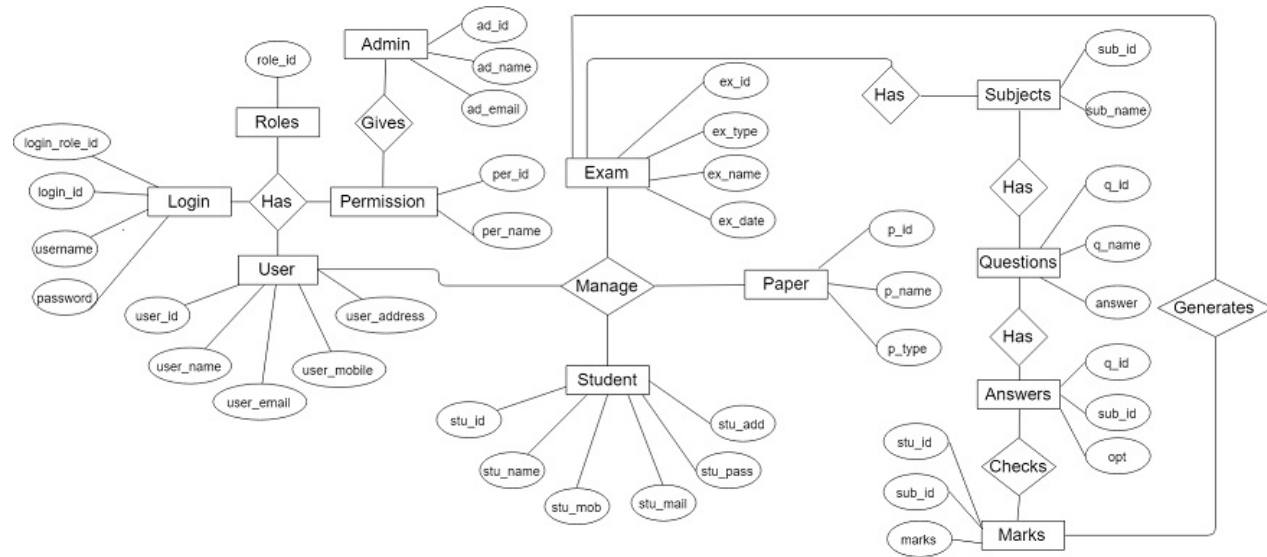 ad_id
Admin
ad_name
ad_email
role_id
Roles
Gives
login_role_id
login_id
Login
username
password
Has
Permission
per_id
per_name
User
user_id
user_name
user_email
user_mobile
user_address
Exam
ex_id
ex_type
ex_name
ex_date
Manage
Paper
p_id
p_name
p_type
Student
stu_id
stu_name
stu_mob
stu_mail
stu_pass
stu_add
Has
Subjects
sub_id
sub_name
Has
Questions
q_id
q_name
answer
Has
Answers
q_id
sub_id
opt
Checks
Marks
stu_id
sub_id
marks
Generates